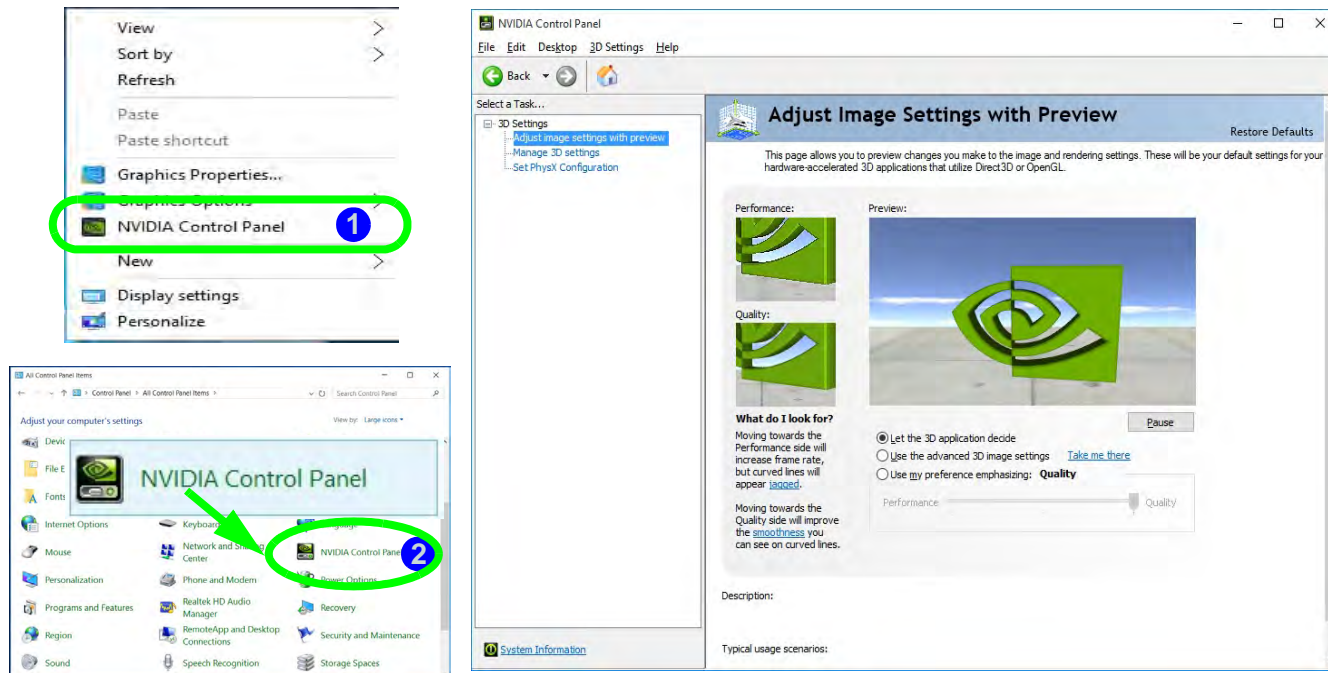 View
Sort by
Refresh
Paste
Paste shortcut
Graphics Properties...
Graphics Options
NVIDIA Control Panel
1
New
Display settings
Personalize
All Control Panel Items
Control Panel > All Control Panel Items >
Search Control Panel
Adjust your computer's settings
View by: Large icons
Devic
File E
NVIDIA Control Panel
Fonts
Internet Options
Keyboard
Language
Mouse
Network and Sharing Center
NVIDIA Control Pane
2
Personalization
Phone and Modem
Power Options
Programs and Features
Realtek HD Audio Manager
Recovery
Region
RemoteApp and Desktop Connections
Security and Maintenance
Sound
Speech Recognition
Storage Spaces
NVIDIA Control Panel
File Edit Desktop 3D Settings Help
Back
Select a Task...
3D Settings
Adjust image settings with preview
Manage 3D settings
Set PhysX Configuration
System Information
Adjust Image Settings with Preview
Restore Defaults
This page allows you to preview changes you make to the image and rendering settings. These will be your default settings for your
hardware-accelerated 3D applications that utilize Direct3D or OpenGL.
Performance:
Preview:
Quality:
What do I look for?
Moving towards the
Performance side will
increase frame rate,
but curved lines will
appear jagged.
Moving towards the
Quality side will improve
the smoothness you
can see on curved lines.
Pause
Let the 3D application decide
Use the advanced 3D image settings Take me there
Use my preference emphasizing: Quality
Performance
Quality
Description:
Typical usage scenarios: